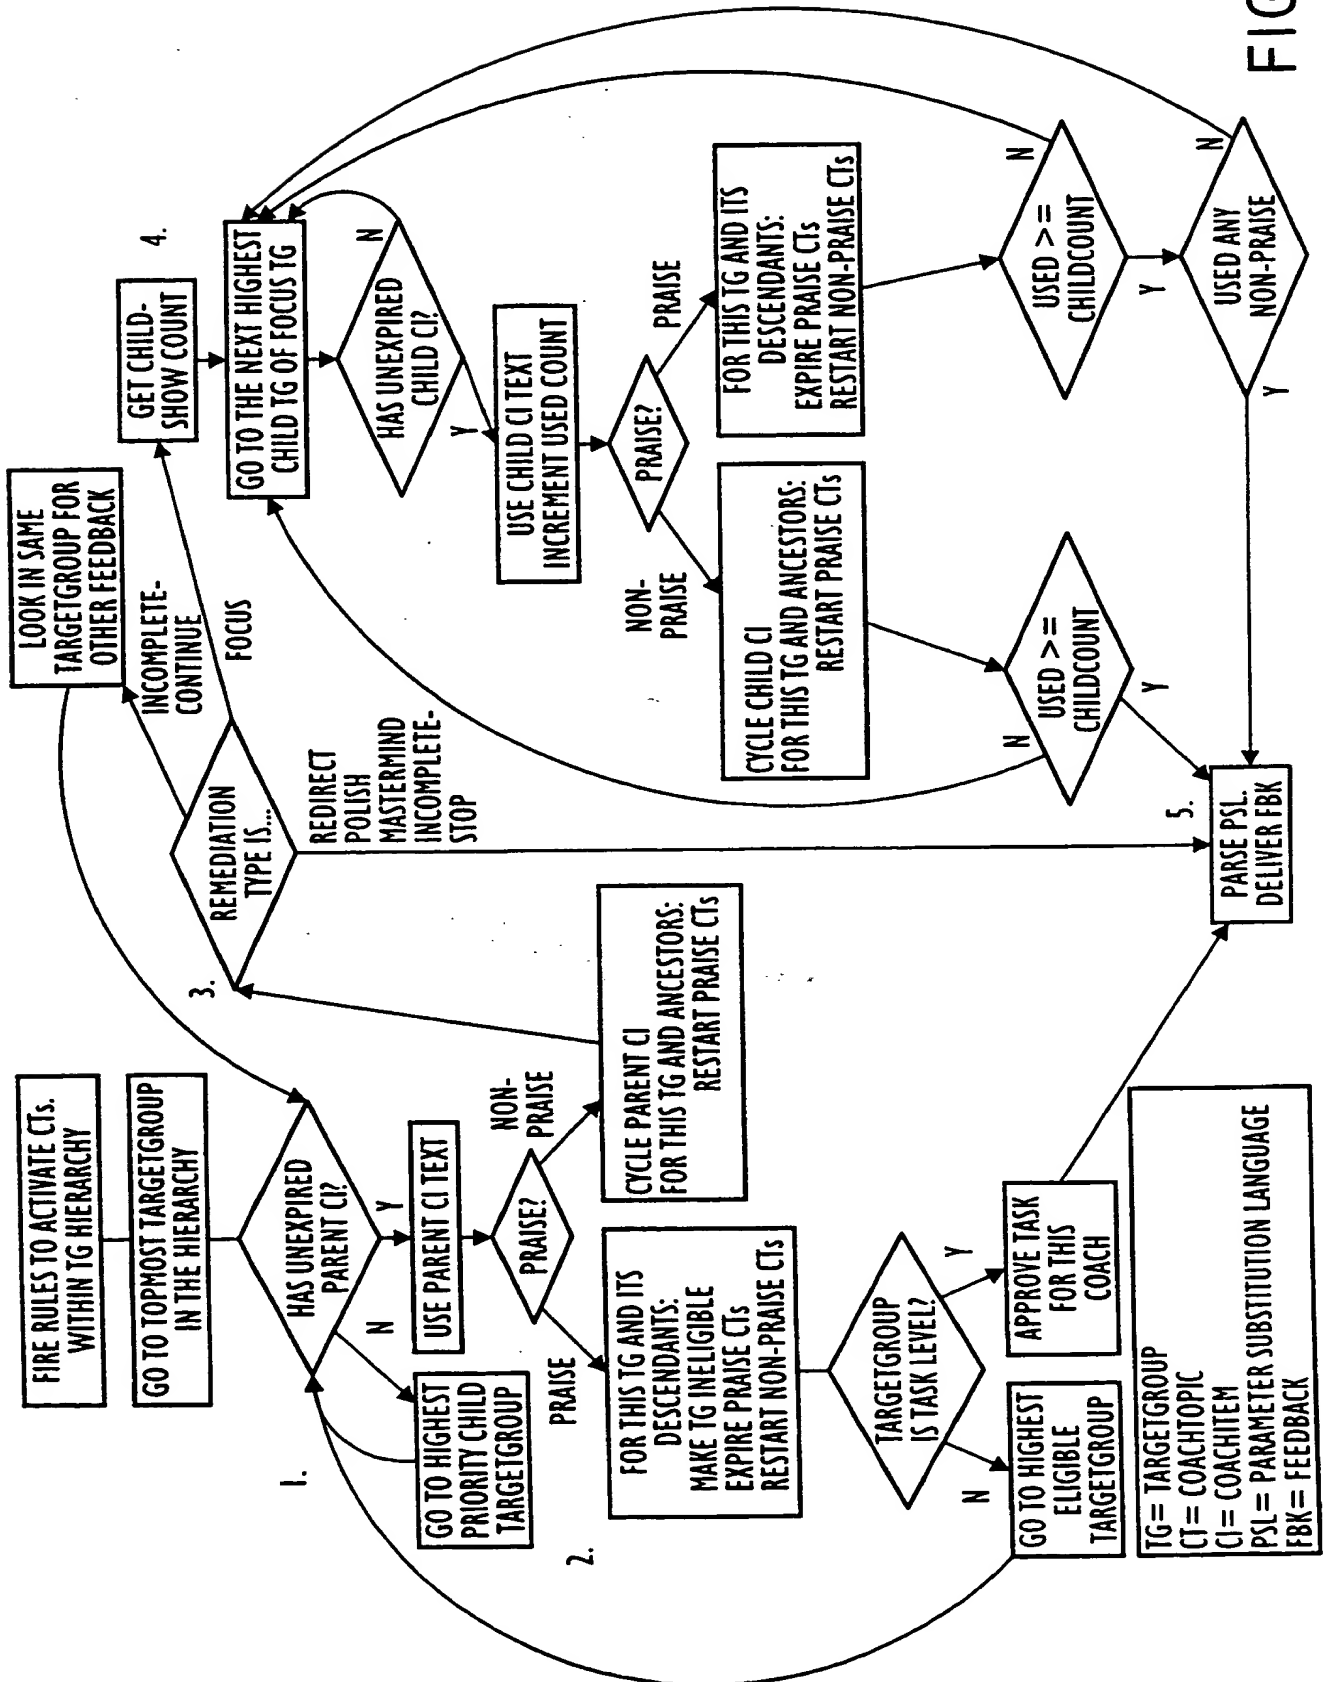 FIRE RULES TO ACTIVATE CTs.
WITHIN TG HIERARCHY
GO TO TOPMOST TARGETGROUP
IN THE HIERARCHY
1.
HAS UNEXPIRED
PARENT CI?
N
Y
GO TO HIGHEST
PRIORITY CHILD
TARGETGROUP
USE PARENT CI TEXT
2.
PRAISE?
PRAISE
NON-
PRAISE
FOR THIS TG AND ITS
DESCENDANTS:
MAKE TG INELIGIBLE
EXPIRE PRAISE CTs
RESTART NON-PRAISE CTs
CYCLE PARENT CI
FOR THIS TG AND ANCESTORS:
RESTART PRAISE CTs
TARGETGROUP
IS TASK LEVEL?
N
Y
GO TO HIGHEST
ELIGIBLE
TARGETGROUP
APPROVE TASK
FOR THIS
COACH
TG= TARGETGROUP
CT= COACHTOPIC
CI= COACHITEM
PSL= PARAMETER SUBSTITUTION LANGUAGE
FBK= FEEDBACK
3.
REMEDIATION
TYPE IS...
LOOK IN SAME
TARGETGROUP FOR
OTHER FEEDBACK
INCOMPLETE-
CONTINUE
FOCUS
REDIRECT
POLISH
MASTERMIND
INCOMPLETE-
STOP
4.
GET CHILD-
SHOW COUNT
GO TO THE NEXT HIGHEST
CHILD TG OF FOCUS TG
HAS UNEXPIRED
CHILD CI?
N
Y
USE CHILD CI TEXT
INCREMENT USED COUNT
PRAISE?
NON-
PRAISE
PRAISE
CYCLE CHILD CI
FOR THIS TG AND ANCESTORS:
RESTART PRAISE CTs
FOR THIS TG AND ITS
DESCENDANTS:
EXPIRE PRAISE CTs
RESTART NON-PRAISE CTs
USED >=
CHILDCOUNT
N
Y
USED >=
CHILDCOUNT
N
Y
USED ANY
NON-PRAISE
N
Y
5.
PARSE PSL.
DELIVER FBK
FIG